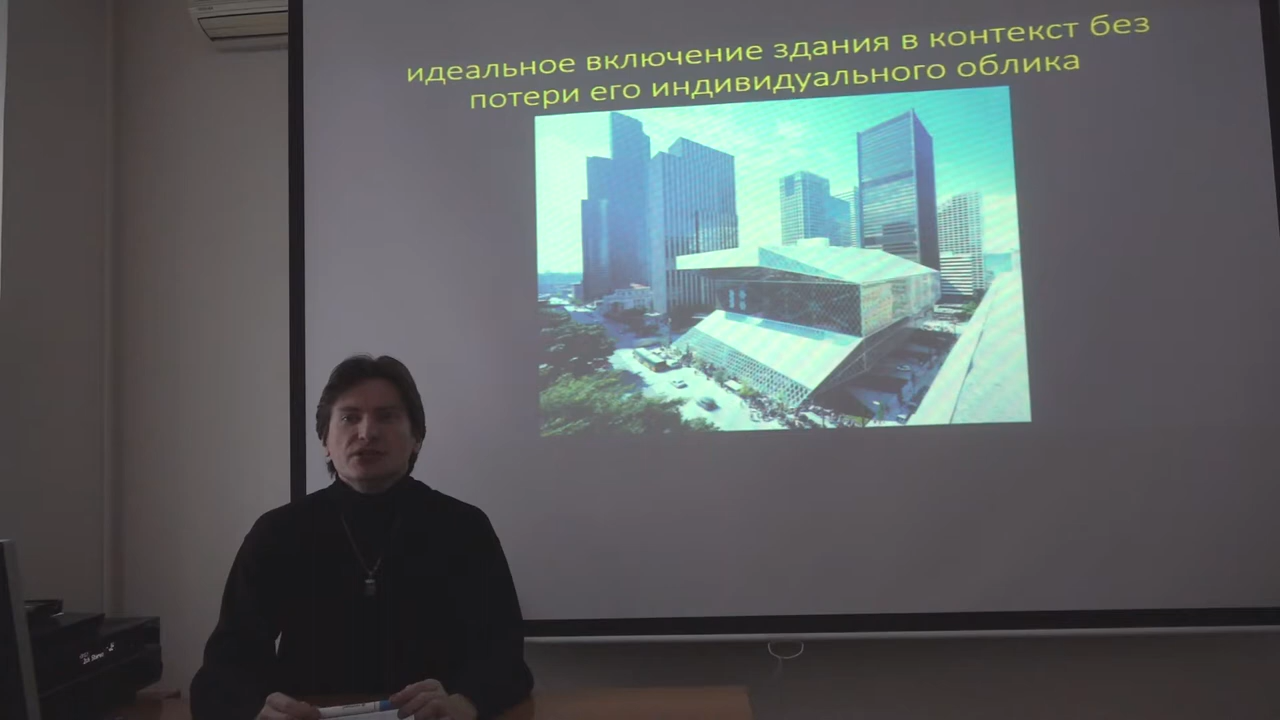 идеальное включение здания в контекст без
потери его индивидуального облика